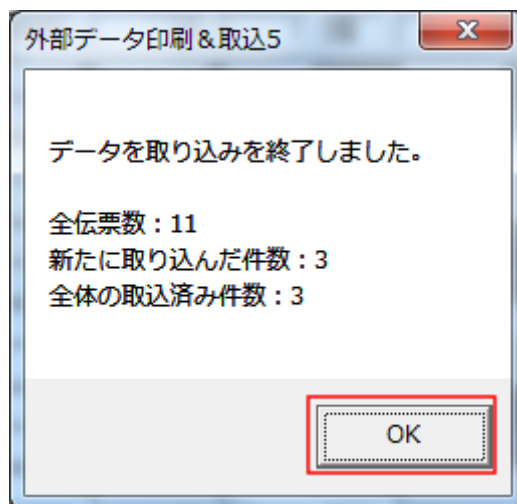 外部データ印刷＆取込5
データを取り込みを終了しました。
全伝票数：11
新たに取り込んだ件数：3
全体の取込済み件数：3
OK